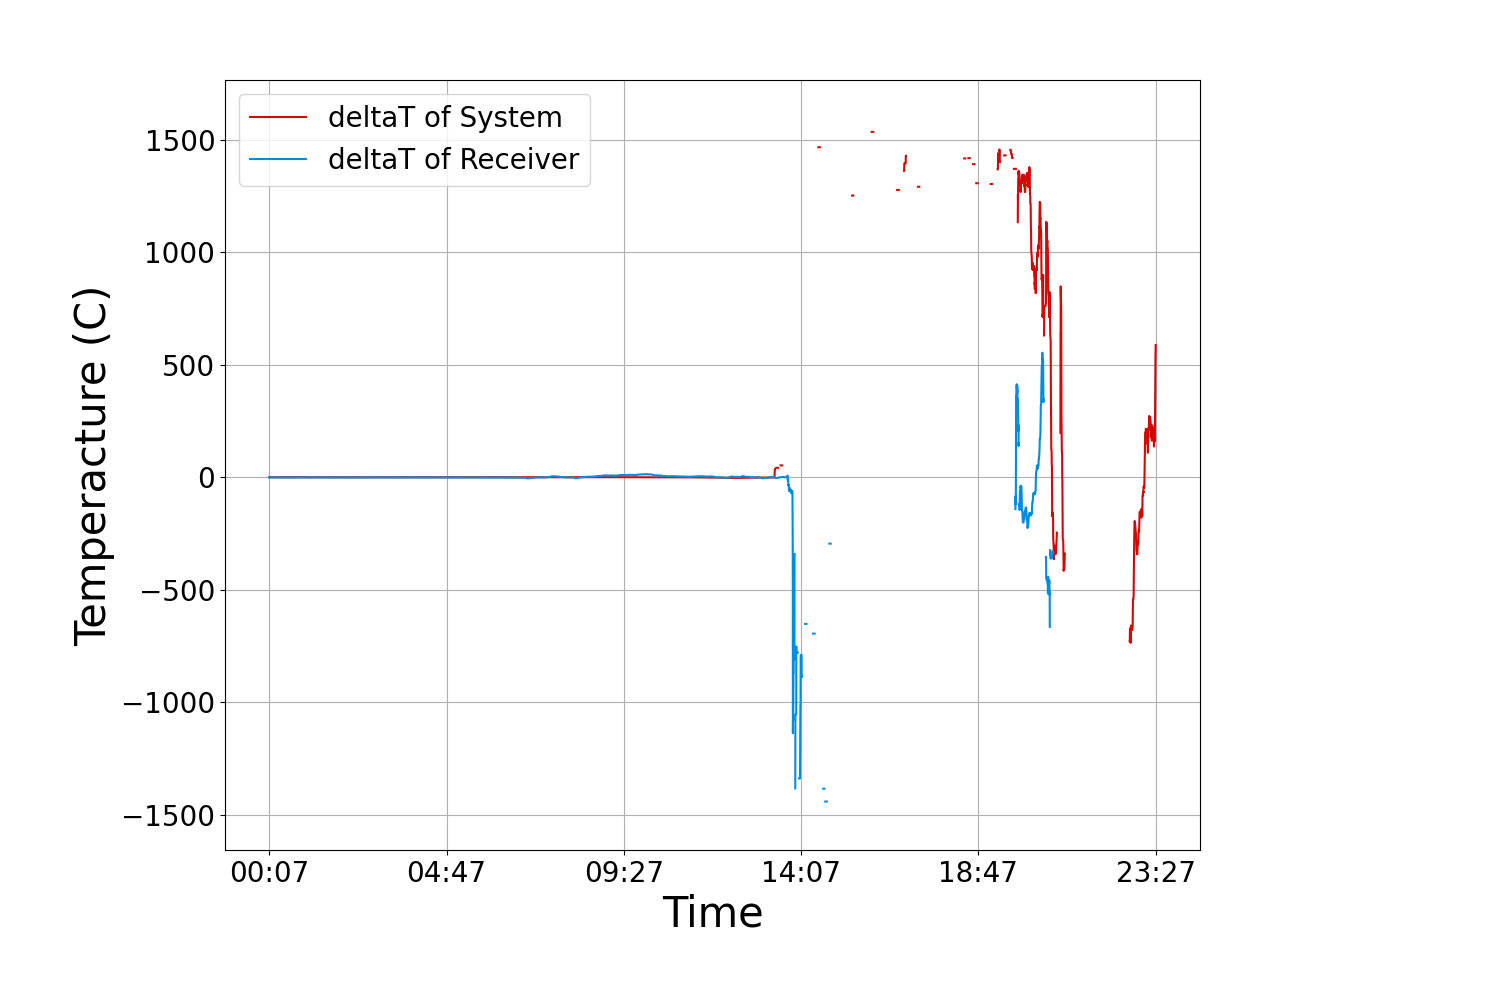 deltaT of System
deltaT of Receiver
1500
1000
500
0
−500
−1000
−1500
Temperacture (C)
00:07 04:47 09:27 14:07 18:47 23:27
Time